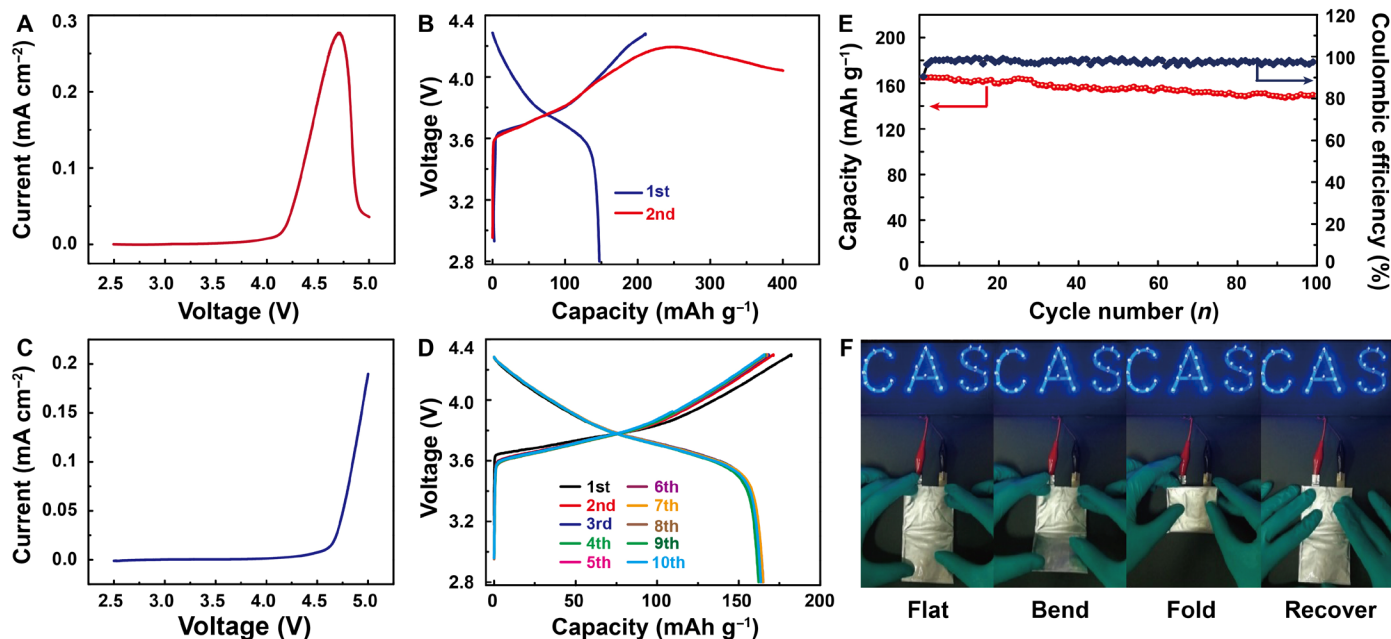 A
0.3
0.2
0.1
0.0
Current (mA cm⁻²)
2.5 3.0 3.5 4.0 4.5 5.0
Voltage (V)
B
4.4
4.0
3.6
3.2
2.8
Voltage (V)
1st
2nd
0 100 200 300 400
Capacity (mAh g⁻¹)
E
200
160
120
80
40
0
Capacity (mAh g⁻¹)
120
100
80
60
40
20
0
Coulombic efficiency (%)
0 20 40 60 80 100
Cycle number (n)
C
0.2
0.15
0.1
0.05
0.0
Current (mA cm⁻²)
2.5 3.0 3.5 4.0 4.5 5.0
Voltage (V)
D
4.4
4.0
3.6
3.2
2.8
Voltage (V)
1st
2nd
3rd
4th
5th
6th
7th
8th
9th
10th
0 50 100 150 200
Capacity (mAh g⁻¹)
F
CAS CAS CAS CAS
Flat Bend Fold Recover